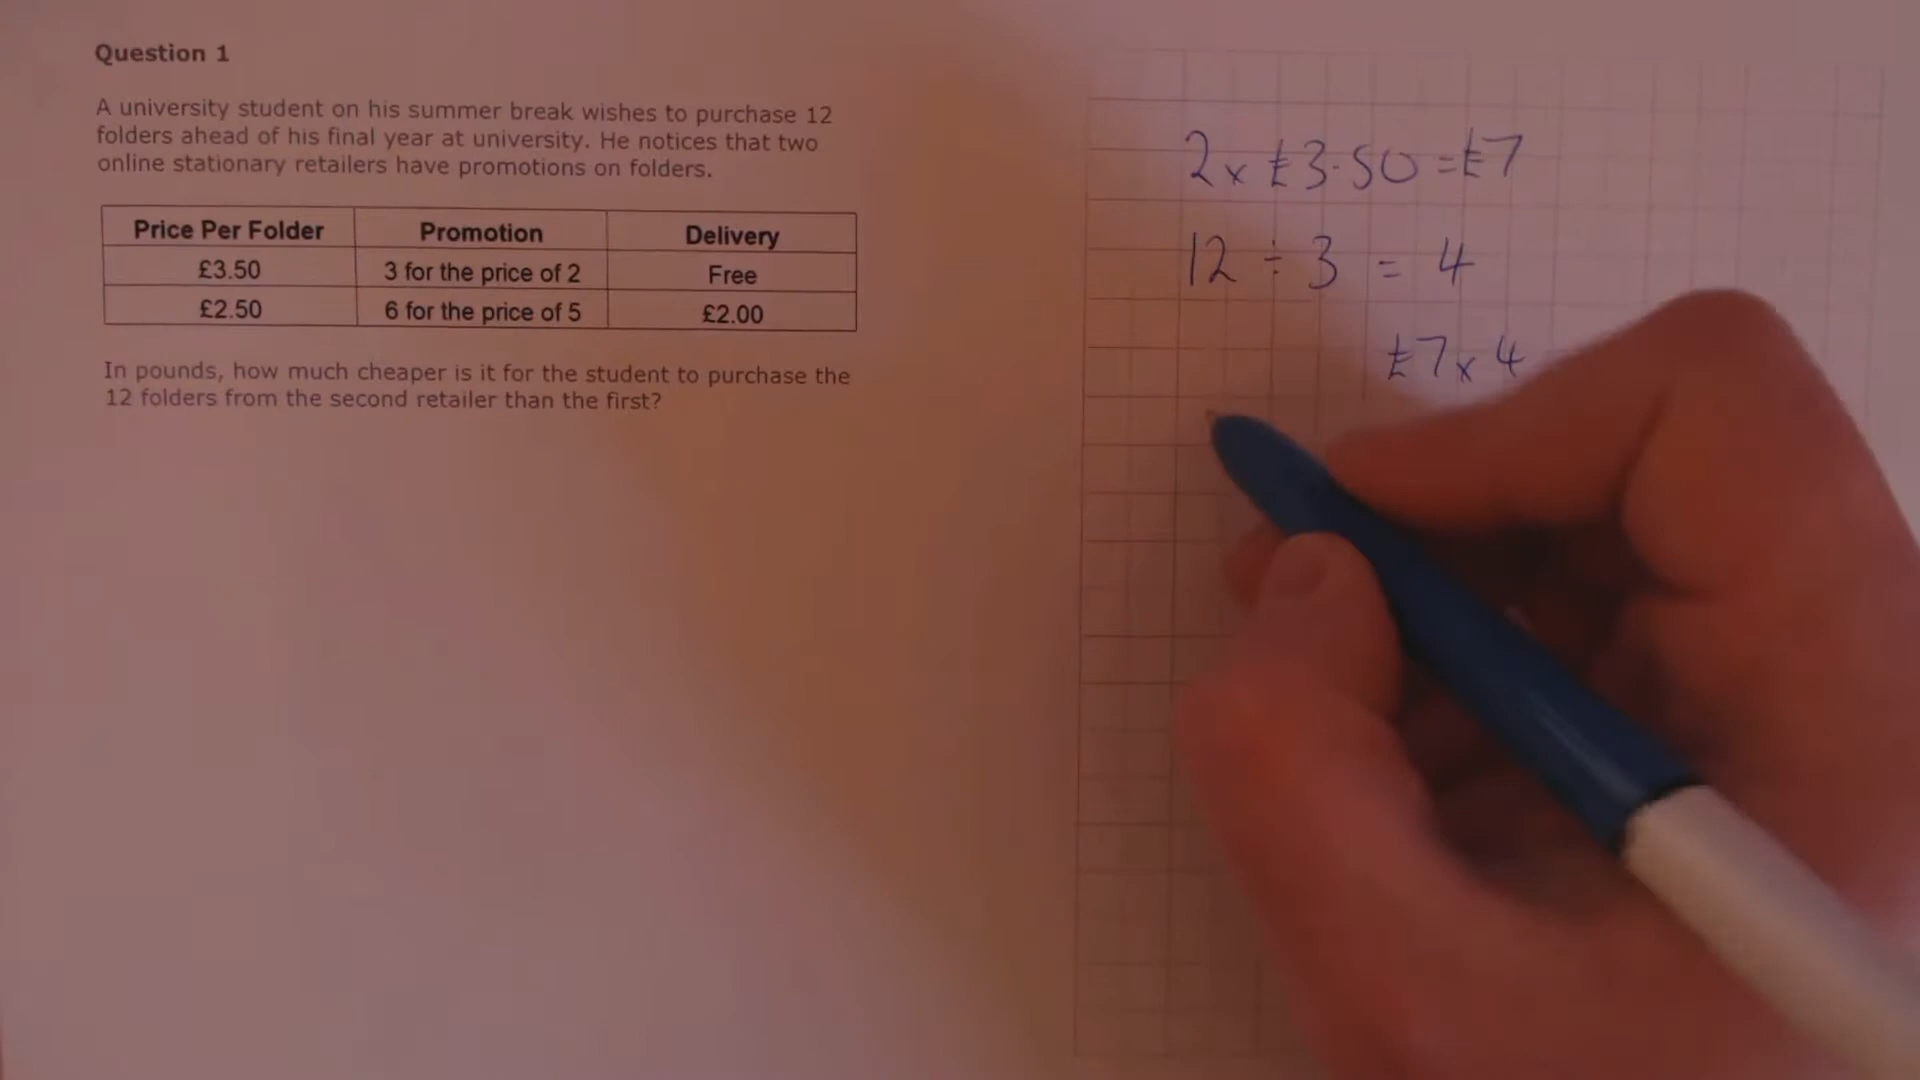 Question 1
A university student on his summer break wishes to purchase 12
folders ahead of his final year at university. He notices that two
online stationary retailers have promotions on folders.
Price Per Folder Promotion Delivery
£3.50 3 for the price of 2 Free
£2.50 6 for the price of 5 £2.00
In pounds, how much cheaper is it for the student to purchase the
12 folders from the second retailer than the first?
2 x £3.50 = £7
12 ÷ 3 = 4
£7 x 4